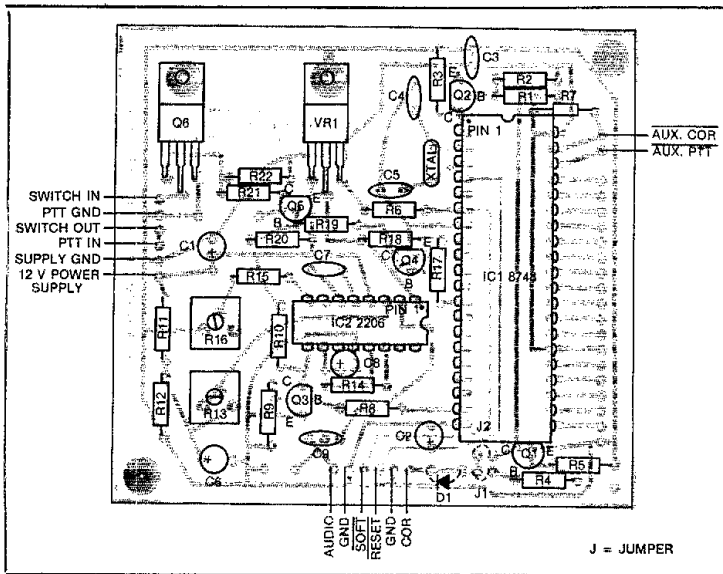 C3
R3
E
Q2
B
C
R2
R1
R7
C4
Q6
VR1
PIN 1
AUX. COR
AUX. PTT
XTAL
R22
R21
C5
C
E
Q5
B
R6
R19
R20
R18
E
C
Q4
B
R17
IC1 8748
SWITCH IN
PTT GND
SWITCH OUT
PTT IN
SUPPLY GND
12 V POWER
SUPPLY
C1
C7
R15
PIN 1
IC2 2206
R11
R16
R10
C8
R14
R12
R13
R9
C
Q3
B
E
R8
C2
J2
C6
C9
C
Q1
E
B
R5
R4
D1
J1
AUDIO
GND
SOFT
RESET
GND
COR
J = JUMPER